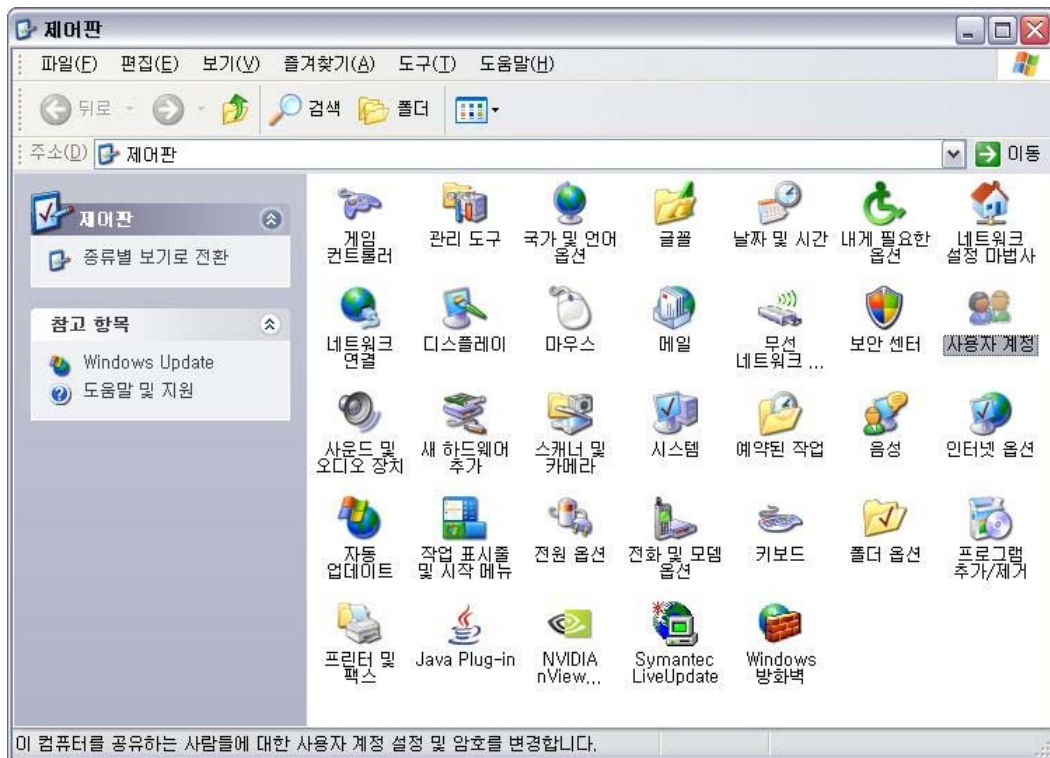 제어판
파일(F) 편집(E) 보기(V) 즐겨찾기(A) 도구(T) 도움말(H)
뒤로 검색 폴더
주소(D) 제어판 이동
제어판
종류별 보기로 전환
참고 항목
Windows Update
도움말 및 지원
게임
컨트롤러
관리 도구
국가 및 언어
옵션
글꼴
날짜 및 시간
내게 필요한
옵션
네트워크
설정 마법사
네트워크
연결
디스플레이
마우스
메일
무선
네트워크 ...
보안 센터
사용자 계정
사운드 및
오디오 장치
새 하드웨어
추가
스캐너 및
카메라
시스템
예약된 작업
음성
인터넷 옵션
자동
업데이트
작업 표시줄
및 시작 메뉴
전원 옵션
전화 및 모뎀
옵션
키보드
폴더 옵션
프로그램
추가/제거
프린터 및
팩스
Java Plug-in
NVIDIA
nView...
Symantec
LiveUpdate
Windows
방화벽
이 컴퓨터를 공유하는 사람들에 대한 사용자 계정 설정 및 암호를 변경합니다.